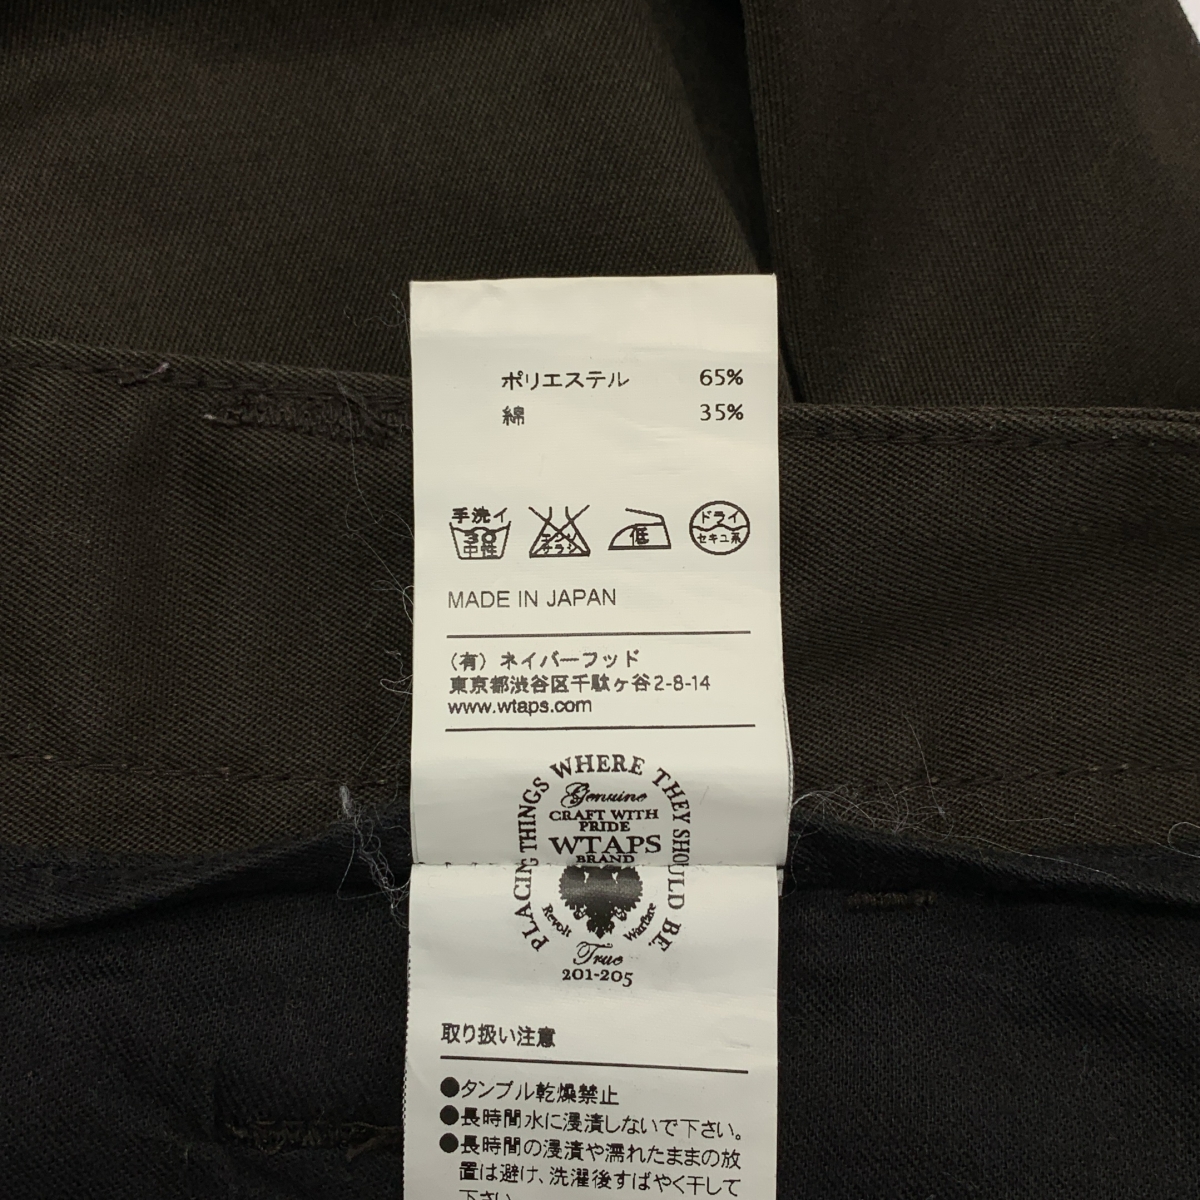 ポリエステル 65%
綿 35%
手洗イ
30
中性
エンソ
サラシ
低
ドライ
セキユ系
MADE IN JAPAN
（有）ネイバーフッド
東京都渋谷区千駄ヶ谷2-8-14
www.wtaps.com
PLACING THINGS WHERE THEY SHOULD BE.
Genuine
CRAFT WITH
PRIDE
WTAPS
BRAND
Revolt Warfare
True
201-205
取り扱い注意
●タンブル乾燥禁止
●長時間水に浸漬しないで下さい。
●長時間の浸漬や濡れたままの放
置は避け、洗濯後すばやく干して
下さい。